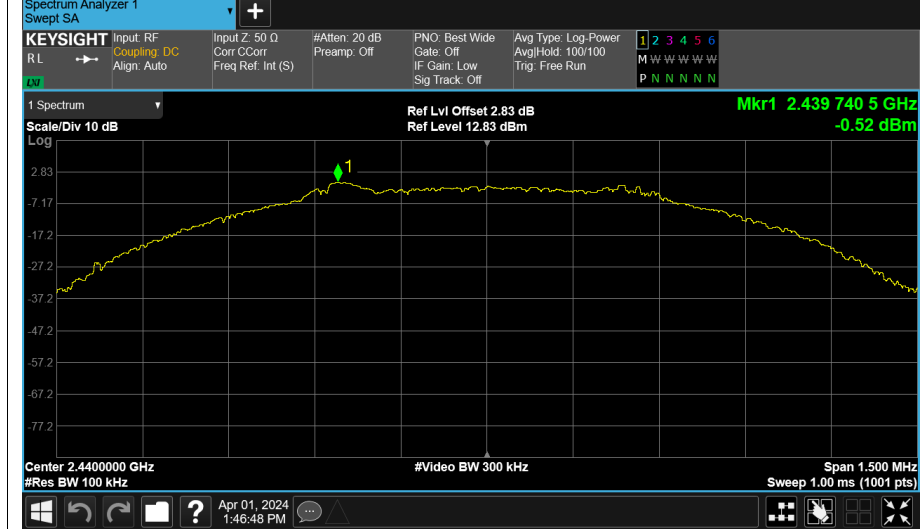 Spectrum Analyzer 1
Swept SA
+
KEYSIGHT
RL
LXI
Input: RF
Coupling: DC
Align: Auto
Input Z: 50 Ω
Corr CCorr
Freq Ref: Int (S)
#Atten: 20 dB
Preamp: Off
PNO: Best Wide
Gate: Off
IF Gain: Low
Sig Track: Off
Avg Type: Log-Power
Avg|Hold: 100/100
Trig: Free Run
1 2 3 4 5 6
M W W W W W
P N N N N N
1 Spectrum
Scale/Div 10 dB
Ref Lvl Offset 2.83 dB
Ref Level 12.83 dBm
Mkr1 2.439 740 5 GHz
-0.52 dBm
Log
1
2.83
-7.17
-17.2
-27.2
-37.2
-47.2
-57.2
-67.2
-77.2
Center 2.4400000 GHz
#Res BW 100 kHz
#Video BW 300 kHz
Span 1.500 MHz
Sweep 1.00 ms (1001 pts)
?
Apr 01, 2024
1:46:48 PM